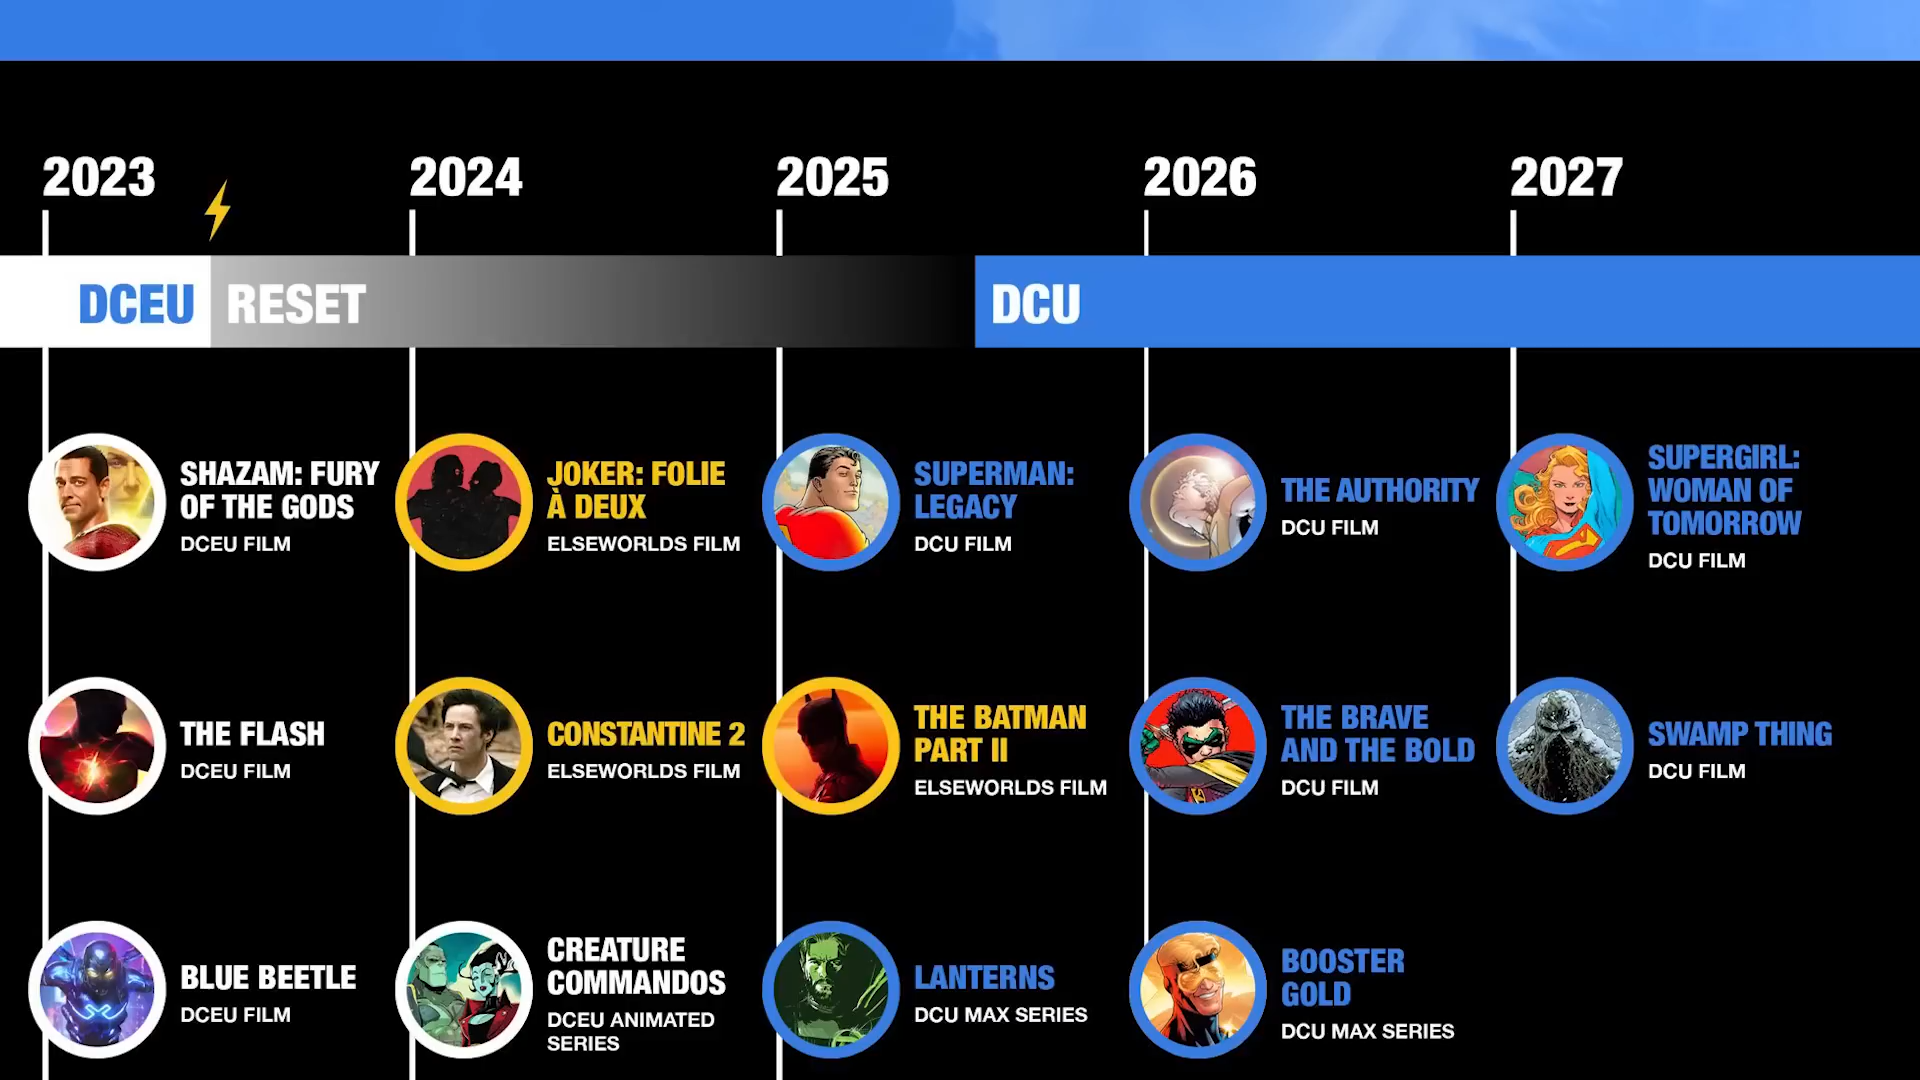 2023
2024
2025
2026
2027
DCEU
RESET
DCU
SHAZAM: FURY
OF THE GODS
DCEU FILM
JOKER: FOLIE
À DEUX
ELSEWORLDS FILM
SUPERMAN:
LEGACY
DCU FILM
THE AUTHORITY
DCU FILM
SUPERGIRL:
WOMAN OF
TOMORROW
DCU FILM
THE FLASH
DCEU FILM
CONSTANTINE 2
ELSEWORLDS FILM
THE BATMAN
PART II
ELSEWORLDS FILM
THE BRAVE
AND THE BOLD
DCU FILM
SWAMP THING
DCU FILM
BLUE BEETLE
DCEU FILM
CREATURE
COMMANDOS
DCEU ANIMATED
SERIES
LANTERNS
DCU MAX SERIES
BOOSTER
GOLD
DCU MAX SERIES